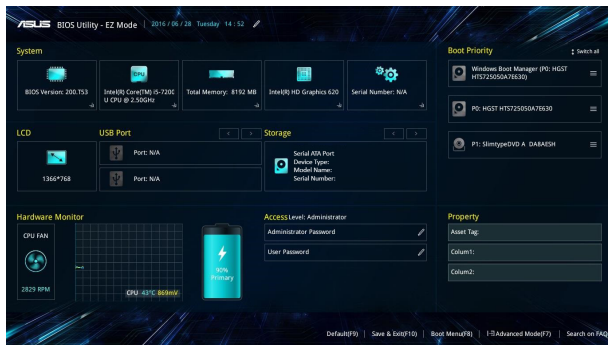 ASUS BIOS Utility - EZ Mode 2016/06/28 Tuesday 14:52
System
BIOS Version: 200.T53
Intel(R) Core(TM) i5-7200
U CPU @ 2.50GHz
Total Memory: 8192 MB
Intel(R) HD Graphics 620
Serial Number: N/A
Boot Priority
Switch all
Windows Boot Manager (P0: HGST
HTS725050A7E630)
P0: HGST HTS725050A7E630
P1: SlimtypeDVD A DA8AESH
LCD
1366*768
USB Port
Port: N/A
Port: N/A
Storage
Serial ATA Port
Device Type:
Model Name:
Serial Number:
Hardware Monitor
CPU FAN
2829 RPM
CPU 43°C 869mV
90%
Primary
Access Level: Administrator
Administrator Password
User Password
Property
Asset Tag:
Colum1:
Colum2:
Default(F9) Save & Exit(F10) Boot Menu(F8) Advanced Mode(F7) Search on FAQ